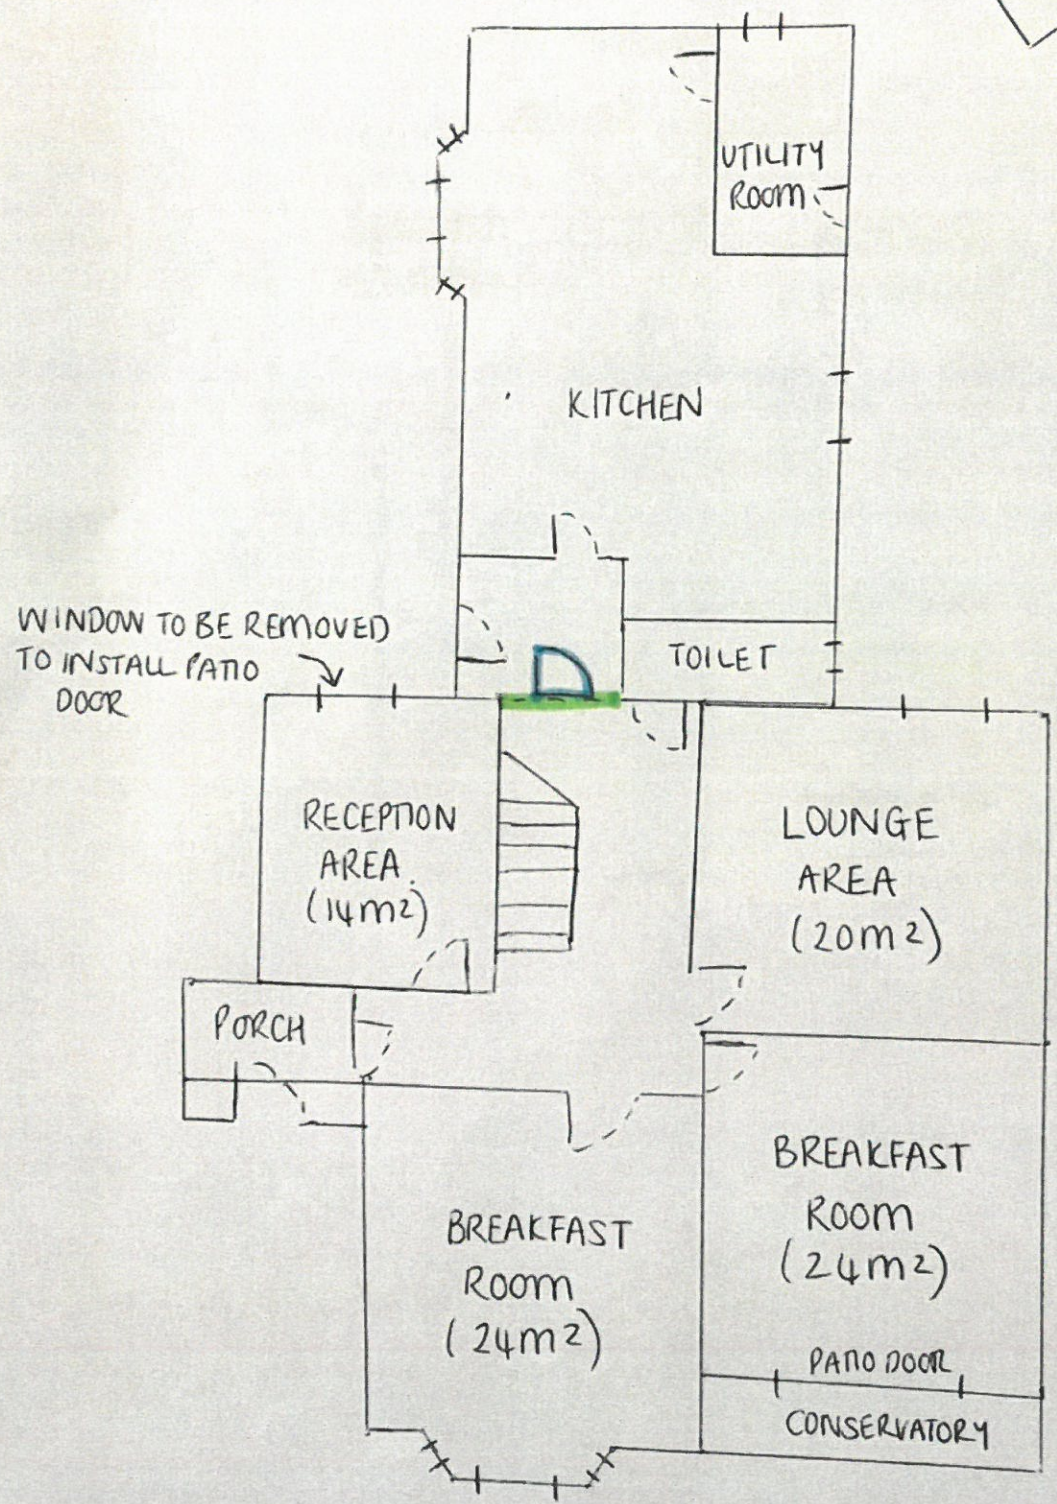 UTILITY
ROOM
KITCHEN
WINDOW TO BE REMOVED
TO INSTALL PATIO
DOOR
TOILET
RECEPTION
AREA.
(14m2)
LOUNGE
AREA
(20m2)
PORCH
BREAKFAST
ROOM
(24m2)
BREAKFAST
ROOM
(24m2)
PATIO DOOR
CONSERVATORY